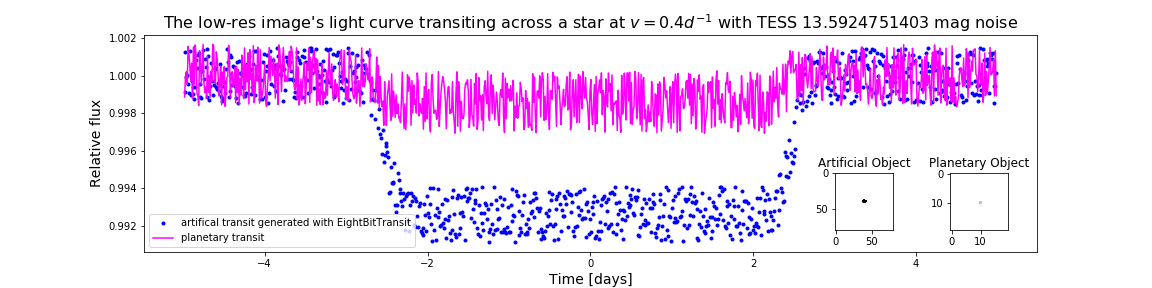 The low-res image's light curve transiting across a star at v = 0.4d⁻¹ with TESS 13.5924751403 mag noise
1.002
1.000
0.998
0.996
0.994
0.992
Relative flux
Artificial Object
0
50
0 50
Planetary Object
0
10
0 10
artifical transit generated with EightBitTransit
planetary transit
−4 −2 0 2 4
Time [days]